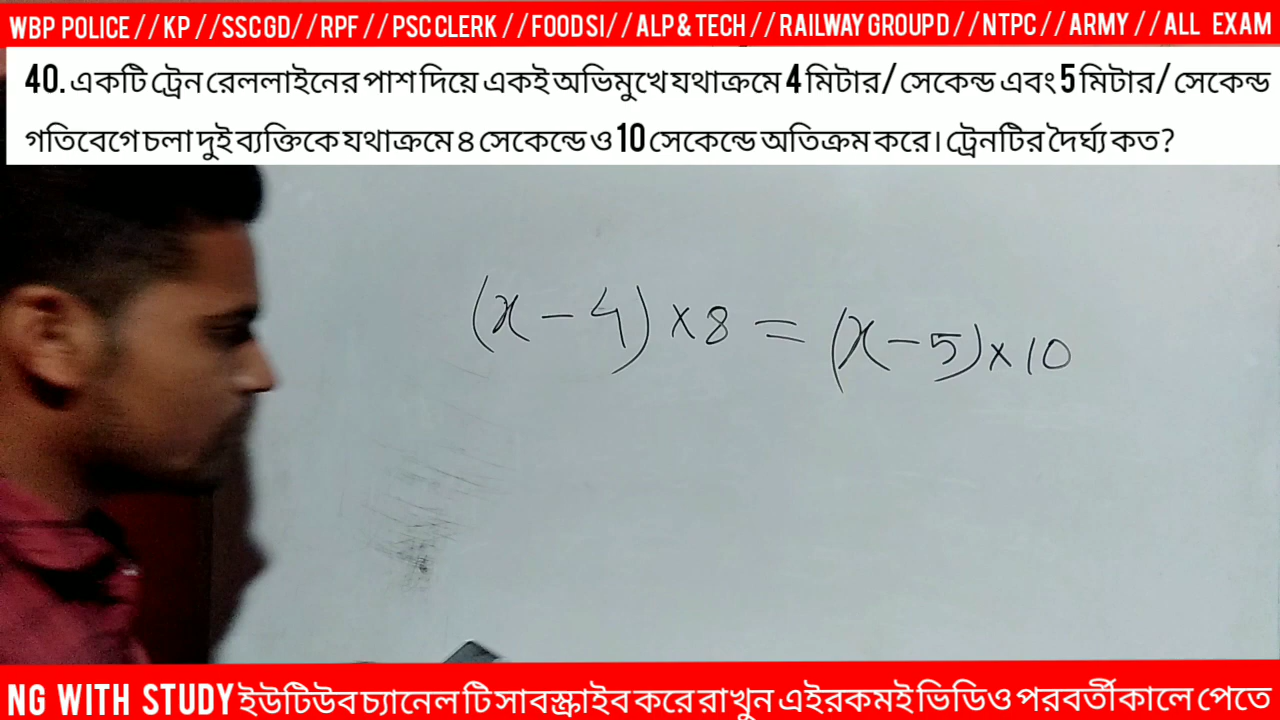 WBP POLICE // KP // SSC GD // RPF // PSC CLERK // FOOD SI // ALP & TECH // RAILWAY GROUP D // NTPC // ARMY // ALL EXAM
40. একটি ট্রেন রেললাইনের পাশ দিয়ে একই অভিমুখে যথাক্রমে 4 মিটার/ সেকেন্ড এবং 5 মিটার/ সেকেন্ড
গতিবেগে চলা দুই ব্যক্তিকে যথাক্রমে ৪ সেকেন্ডে ও 10 সেকেন্ডে অতিক্রম করে। ট্রেনটির দৈর্ঘ্য কত?
(x - 4) × 8 = (x - 5) × 10
NG WITH STUDY ইউটিউব চ্যানেল টি সাবস্ক্রাইব করে রাখুন এইরকমই ভিডিও পরবর্তীকালে পেতে